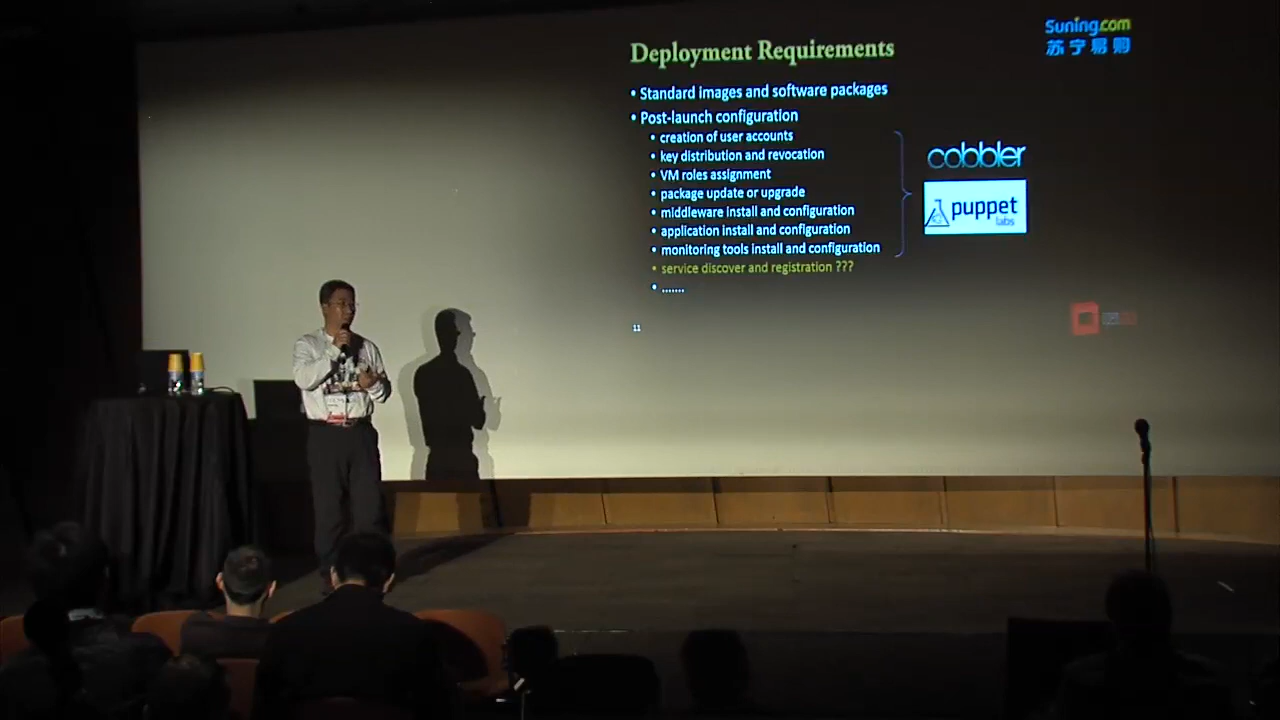 Suning.com
苏宁易购
Deployment Requirements
• Standard images and software packages
• Post-launch configuration
• creation of user accounts
• key distribution and revocation
• VM roles assignment
• package update or upgrade
• middleware install and configuration
• application install and configuration
• monitoring tools install and configuration
• service discover and registration ???
• .......
cobbler
puppet
labs
11